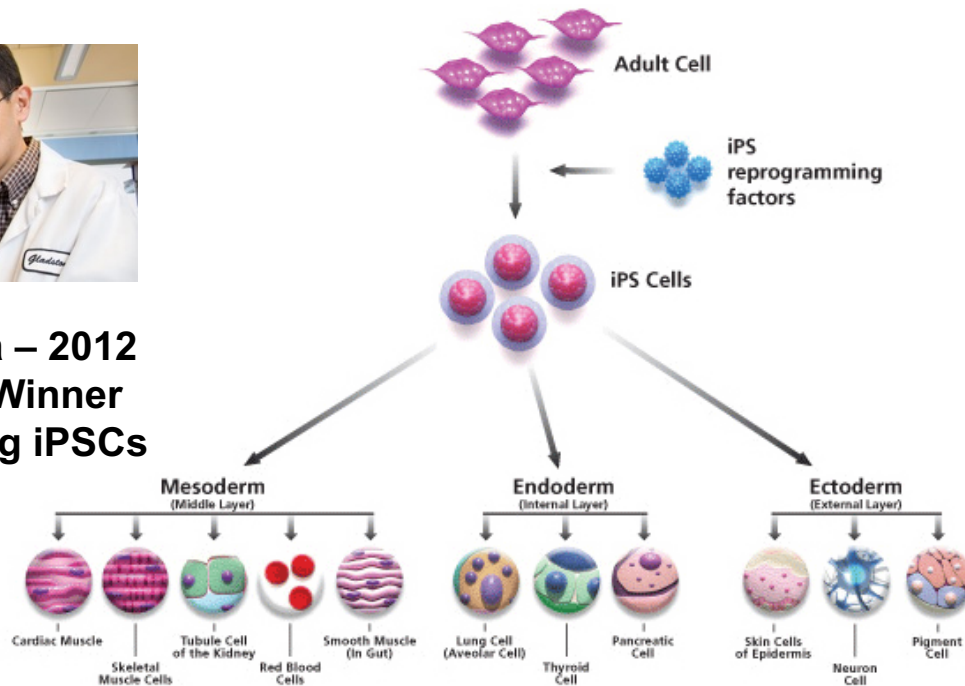 Adult Cell
iPS
reprogramming
factors
iPS Cells
– 2012
Winner
iPSCs
Mesoderm
(Middle Layer)
Cardiac Muscle
Skeletal
Muscle Cells
Tubule Cell
of the Kidney
Red Blood
Cells
Smooth Muscle
(In Gut)
Endoderm
(Internal Layer)
Lung Cell
(Aveolar Cell)
Thyroid
Cell
Pancreatic
Cell
Ectoderm
(External Layer)
Skin Cells
of Epidermis
Neuron
Cell
Pigment
Cell